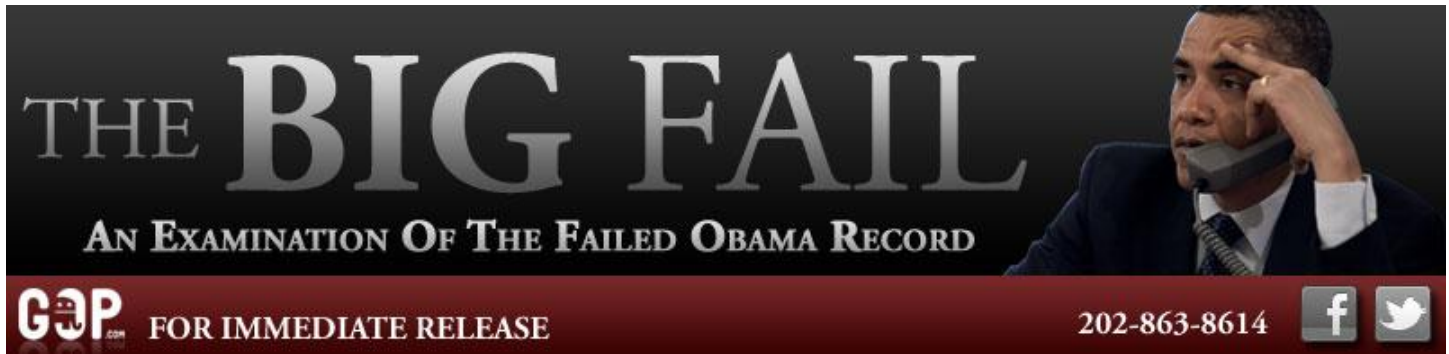 THE BIG FAIL
AN EXAMINATION OF THE FAILED OBAMA RECORD
GOP.COM FOR IMMEDIATE RELEASE 202-863-8614 f